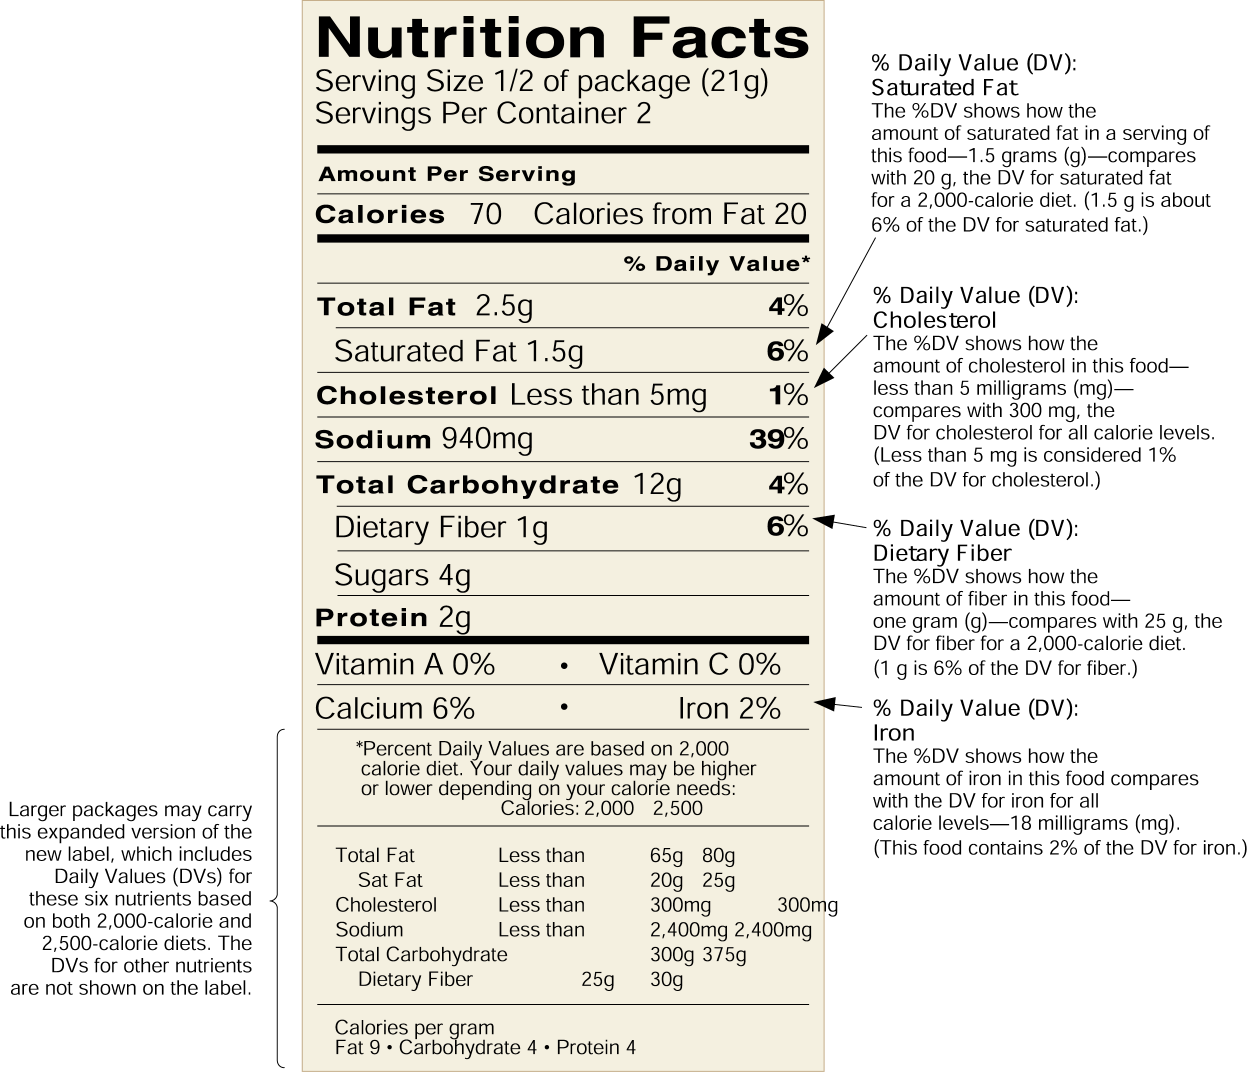 Nutrition Facts
Serving Size 1/2 of package (21g)
Servings Per Container 2
Amount Per Serving
Calories 70 Calories from Fat 20
% Daily Value*
Total Fat 2.5g 4%
Saturated Fat 1.5g 6%
Cholesterol Less than 5mg 1%
Sodium 940mg 39%
Total Carbohydrate 12g 4%
Dietary Fiber 1g 6%
Sugars 4g
Protein 2g
Vitamin A 0% • Vitamin C 0%
Calcium 6% • Iron 2%
*Percent Daily Values are based on 2,000
calorie diet. Your daily values may be higher
or lower depending on your calorie needs:
Calories: 2,000 2,500
Total Fat Less than 65g 80g
Sat Fat Less than 20g 25g
Cholesterol Less than 300mg 300mg
Sodium Less than 2,400mg 2,400mg
Total Carbohydrate 300g 375g
Dietary Fiber 25g 30g
Calories per gram
Fat 9 • Carbohydrate 4 • Protein 4
% Daily Value (DV):
Saturated Fat
The %DV shows how the
amount of saturated fat in a serving of
this food—1.5 grams (g)—compares
with 20 g, the DV for saturated fat
for a 2,000-calorie diet. (1.5 g is about
6% of the DV for saturated fat.)
% Daily Value (DV):
Cholesterol
The %DV shows how the
amount of cholesterol in this food—
less than 5 milligrams (mg)—
compares with 300 mg, the
DV for cholesterol for all calorie levels.
(Less than 5 mg is considered 1%
of the DV for cholesterol.)
% Daily Value (DV):
Dietary Fiber
The %DV shows how the
amount of fiber in this food—
one gram (g)—compares with 25 g, the
DV for fiber for a 2,000-calorie diet.
(1 g is 6% of the DV for fiber.)
% Daily Value (DV):
Iron
The %DV shows how the
amount of iron in this food compares
with the DV for iron for all
calorie levels—18 milligrams (mg).
(This food contains 2% of the DV for iron.)
Larger packages may carry
this expanded version of the
new label, which includes
Daily Values (DVs) for
these six nutrients based
on both 2,000-calorie and
2,500-calorie diets. The
DVs for other nutrients
are not shown on the label.